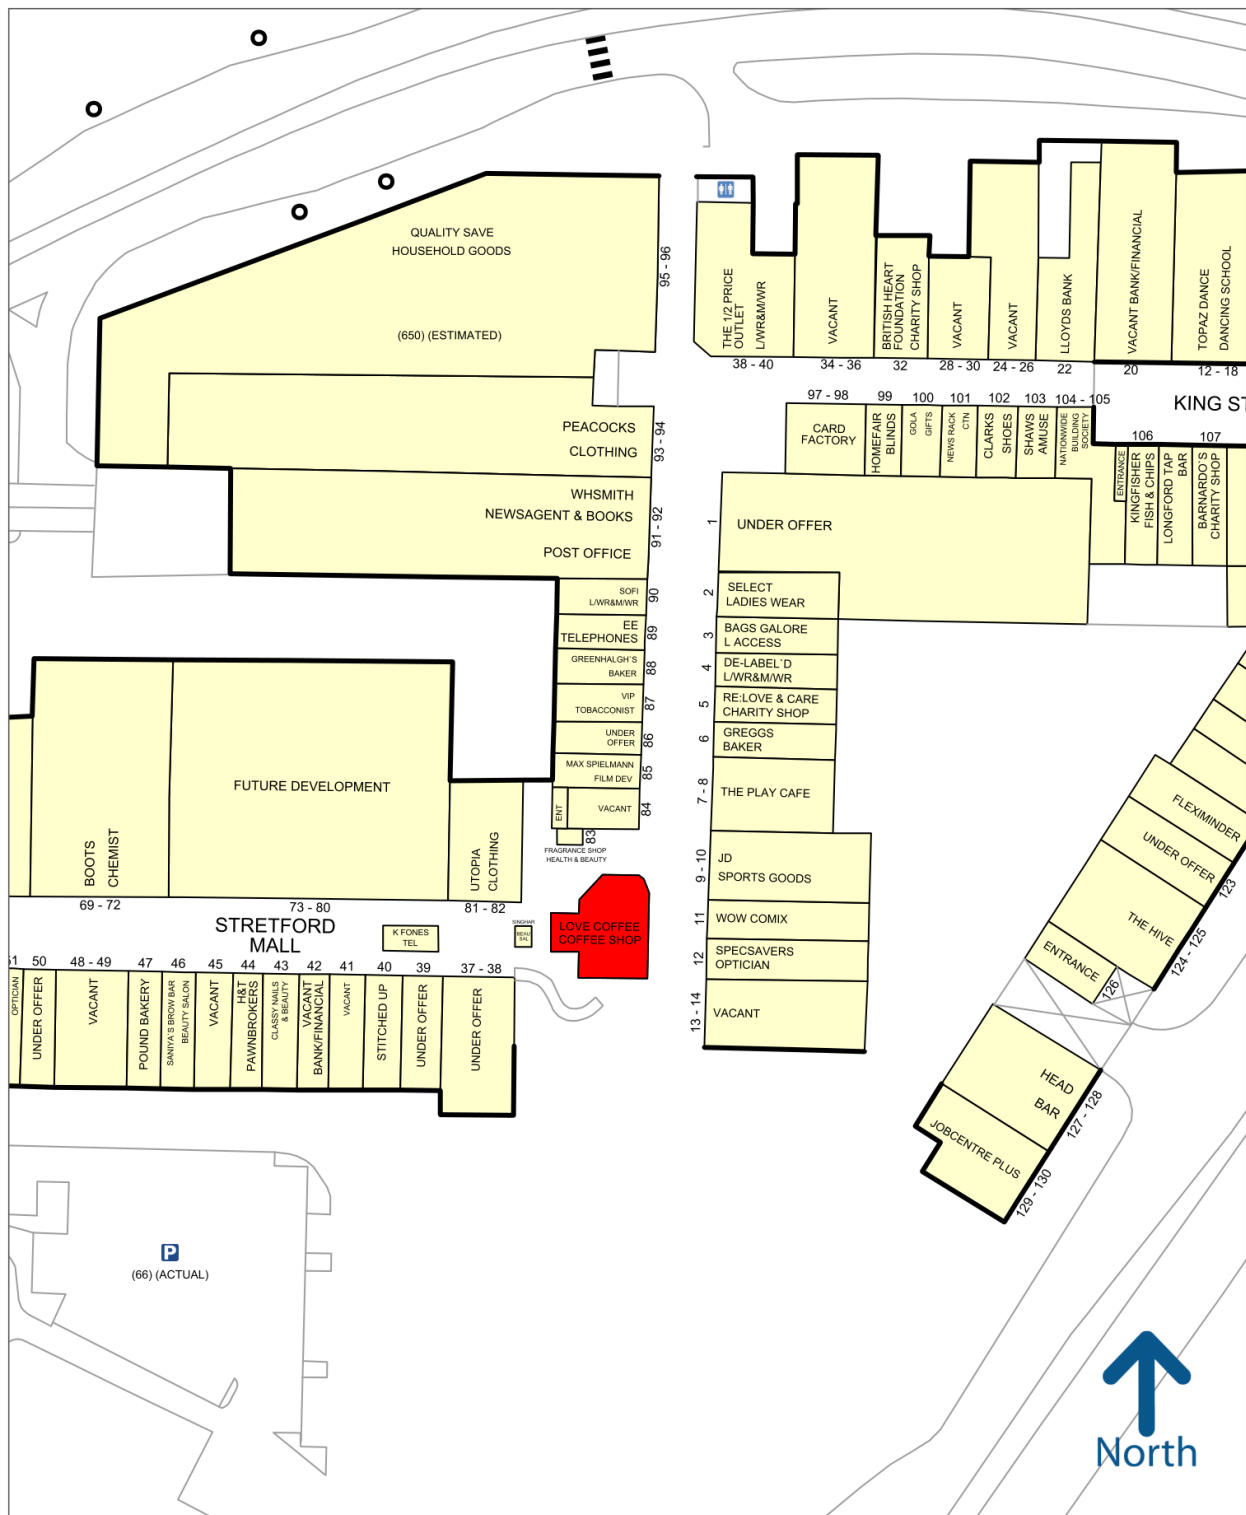 QUALITY SAVE
HOUSEHOLD GOODS
(650) (ESTIMATED)
95 - 96
PEACOCKS
CLOTHING
93 - 94
WHSMITH
NEWSAGENT & BOOKS
POST OFFICE
91 - 92
SOFI
L/WR&M/WR
90
EE
TELEPHONES
89
GREENHALGH`S
BAKER
88
VIP
TOBACCONIST
87
UNDER
OFFER
86
MAX SPIELMANN
FILM DEV
85
ENT
VACANT
84
83
FRAGRANCE SHOP
HEALTH & BEAUTY
THE 1/2 PRICE
OUTLET
L/WR&M/WR
38 - 40
VACANT
34 - 36
BRITISH HEART
FOUNDATION
CHARITY SHOP
32
VACANT
28 - 30
VACANT
24 - 26
LLOYDS BANK
22
VACANT BANK/FINANCIAL
20
TOPAZ DANCE
DANCING SCHOOL
12 - 18
KING ST
97 - 98
CARD
FACTORY
99
HOMEFAIR
BLINDS
100
GOLA
GIFTS
101
NEWS RACK
CTN
102
CLARKS
SHOES
103
SHAWS
AMUSE
104 - 105
NATIONWIDE
BUILDING
SOCIETY
ENTRANCE
106
KINGFISHER
FISH & CHIPS
LONGFORD TAP
BAR
107
BARNARDO`S
CHARITY SHOP
1
UNDER OFFER
2
SELECT
LADIES WEAR
3
BAGS GALORE
L ACCESS
4
DE-LABEL`D
L/WR&M/WR
5
RE:LOVE & CARE
CHARITY SHOP
6
GREGGS
BAKER
7 - 8
THE PLAY CAFE
9 - 10
JD
SPORTS GOODS
11
WOW COMIX
12
SPECSAVERS
OPTICIAN
13 - 14
VACANT
BOOTS
CHEMIST
69 - 72
FUTURE DEVELOPMENT
73 - 80
UTOPIA
CLOTHING
81 - 82
STRETFORD
MALL
K FONES
TEL
SINGHAR
BEAU
SAL
LOVE COFFEE
COFFEE SHOP
51
OPTICIAN
50
UNDER OFFER
48 - 49
VACANT
47
POUND BAKERY
46
SANIYA`S BROW BAR
BEAUTY SALON
45
VACANT
44
H&T
PAWNBROKERS
43
CLASSY NAILS
& BEAUTY
42
VACANT
BANK/FINANCIAL
41
VACANT
40
STITCHED UP
39
UNDER OFFER
37 - 38
UNDER OFFER
FLEXIMINDER
UNDER OFFER
123
THE HIVE
124 - 125
ENTRANCE
126
HEAD
BAR
127 - 128
JOBCENTRE PLUS
129 - 130
P
(66) (ACTUAL)
North